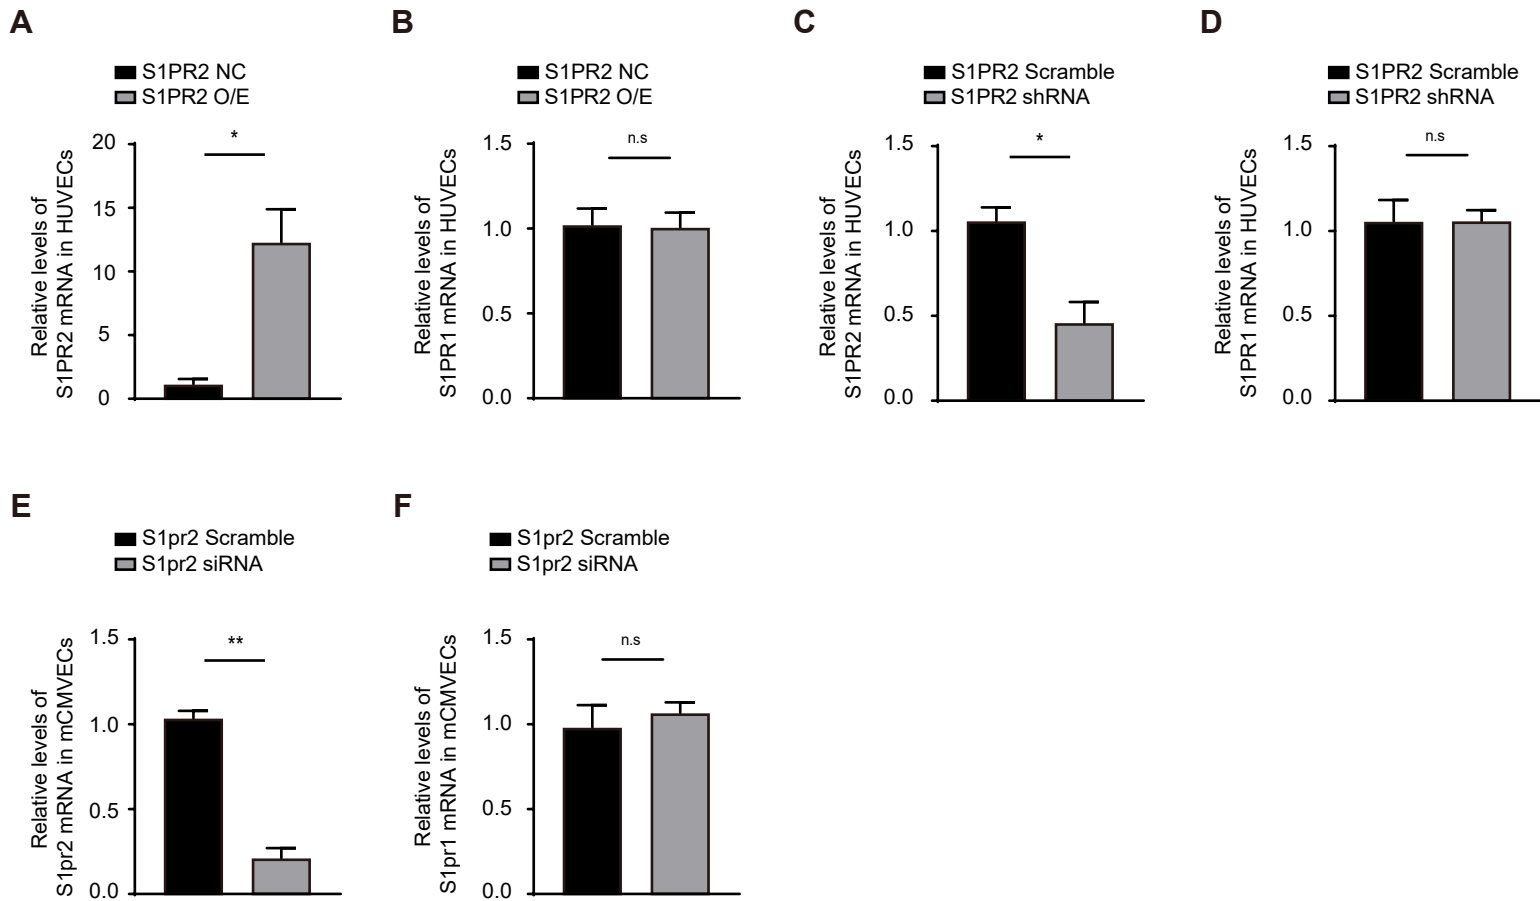 A
S1PR2 NC
S1PR2 O/E
Relative levels of
S1PR2 mRNA in HUVECs
20
15
10
5
0
*
B
S1PR2 NC
S1PR2 O/E
Relative levels of
S1PR1 mRNA in HUVECs
1.5
1.0
0.5
0.0
n.s
C
S1PR2 Scramble
S1PR2 shRNA
Relative levels of
S1PR2 mRNA in HUVECs
1.5
1.0
0.5
0.0
*
D
S1PR2 Scramble
S1PR2 shRNA
Relative levels of
S1PR1 mRNA in HUVECs
1.5
1.0
0.5
0.0
n.s
E
S1pr2 Scramble
S1pr2 siRNA
Relative levels of
S1pr2 mRNA in mCMVECs
1.5
1.0
0.5
0.0
**
F
S1pr2 Scramble
S1pr2 siRNA
Relative levels of
S1pr1 mRNA in mCMVECs
1.5
1.0
0.5
0.0
n.s